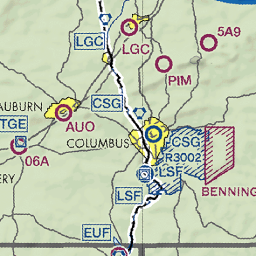 LGC
LGC
5A9
PIM
CSG
AUBURN
AUO
TGE
COLUMBUS
CSG
R3002
06A
LSF
LSF
BENNING
ERY
EUF